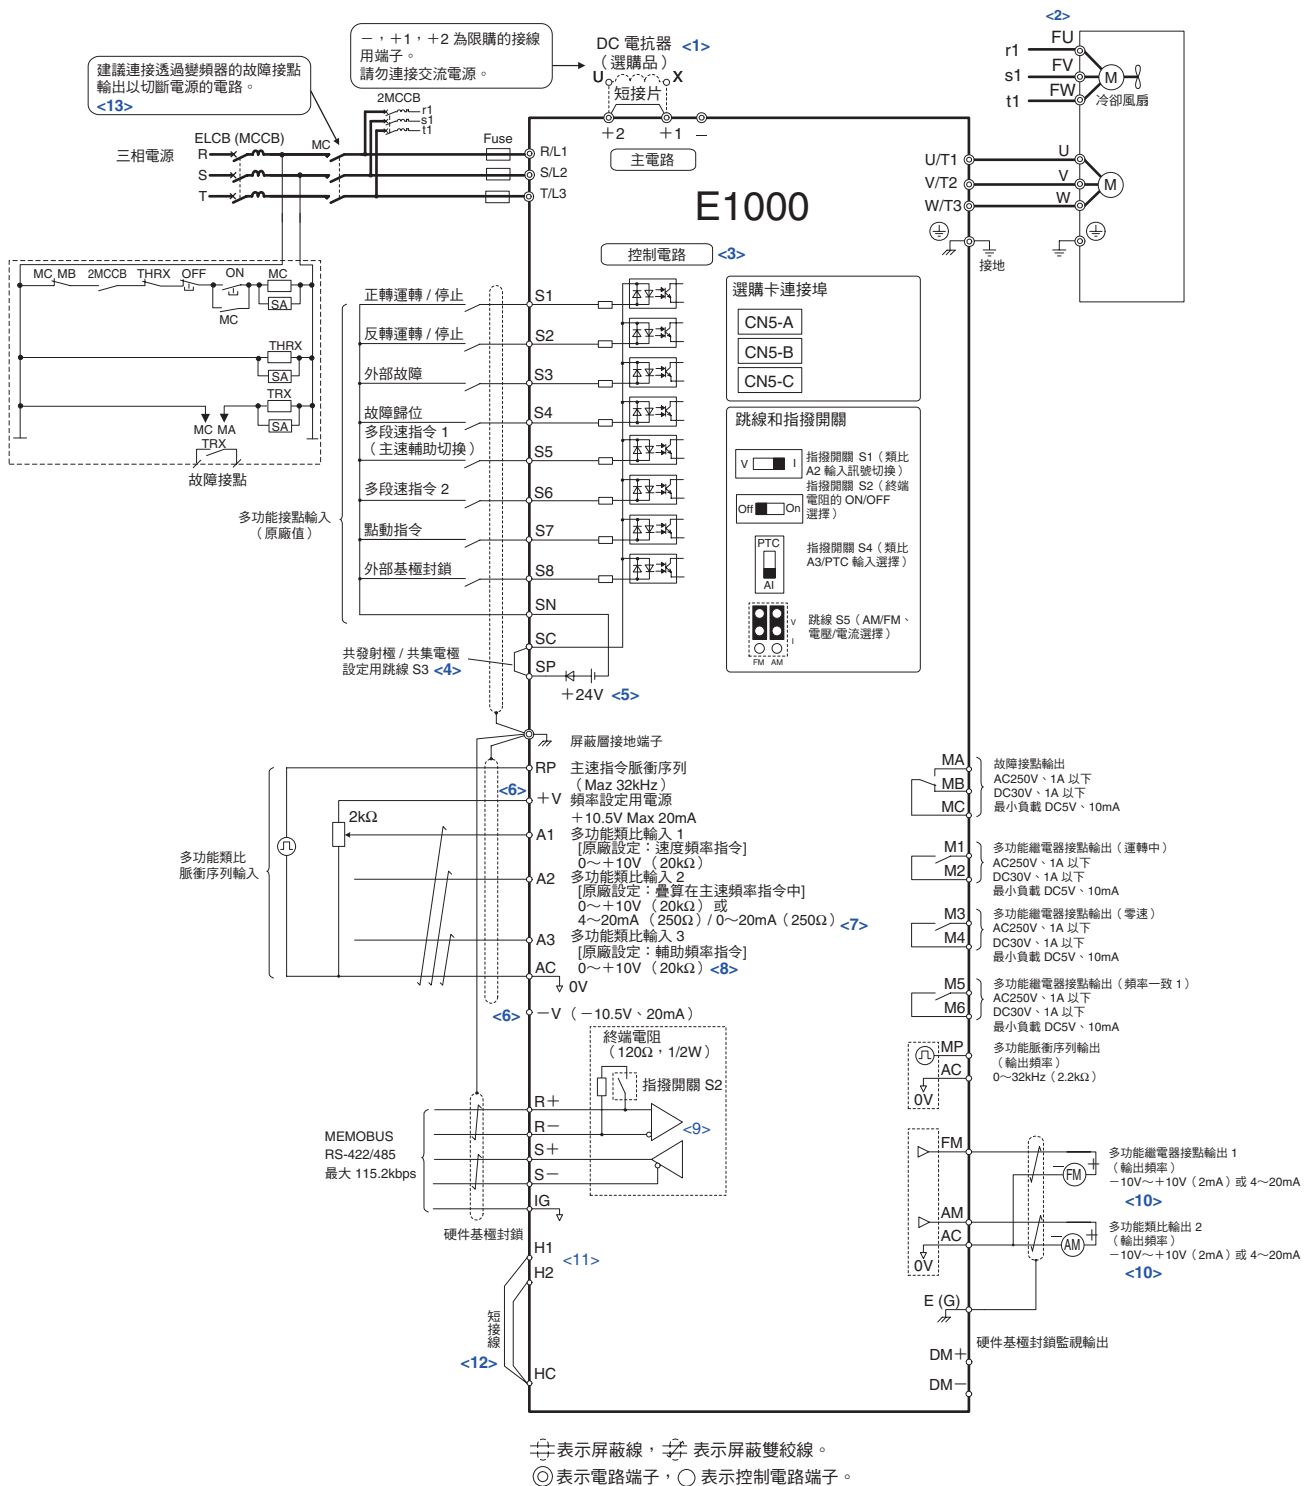 <2>
FU
r1
FV
s1
FW
t1
M
冷卻風扇
－，＋1，＋2 為限購的接線
用端子。
請勿連接交流電源。
DC 電抗器 <1>
（選購品）
U
X
短接片
＋2
＋1
－
建議連接透過變頻器的故障接點
輸出以切斷電源的電路。
<13>
2MCCB
r1
s1
t1
ELCB (MCCB)
MC
Fuse
三相電源
R
S
T
R/L1
S/L2
T/L3
主電路
E1000
U/T1
V/T2
W/T3
U
V
W
M
接地
控制電路
<3>
MC MB 2MCCB THRX OFF ON MC
SA
MC
THRX
SA
TRX
MC MA
SA
TRX
故障接點
多功能接點輸入
（原廠值）
正轉運轉 / 停止
S1
反轉運轉 / 停止
S2
外部故障
S3
故障歸位
S4
多段速指令 1
（主速輔助切換）
S5
多段速指令 2
S6
點動指令
S7
外部基極封鎖
S8
SN
SC
共發射極 / 共集電極
設定用跳線 S3 <4>
SP
＋24V <5>
選購卡連接埠
CN5-A
CN5-B
CN5-C
跳線和指撥開關
V
I
指撥開關 S1（類比
A2 輸入訊號切換）
Off
On
指撥開關 S2（終端
電阻的 ON/OFF
選擇）
PTC
AI
指撥開關 S4（類比
A3/PTC 輸入選擇）
V
I
FM AM
跳線 S5（AM/FM、
電壓/電流選擇）
屏蔽層接地端子
多功能類比
脈衝序列輸入
2kΩ
RP
主速指令脈衝序列
（Maz 32kHz）
<6>
＋V
頻率設定用電源
＋10.5V Max 20mA
A1
多功能類比輸入 1
[原廠設定：速度頻率指令]
0～＋10V（20kΩ）
A2
多功能類比輸入 2
[原廠設定：疊算在主速頻率指令中]
0～＋10V（20kΩ）或
4～20mA（250Ω）/ 0～20mA（250Ω）<7>
A3
多功能類比輸入 3
[原廠設定：輔助頻率指令]
0～＋10V（20kΩ）<8>
AC
0V
<6>
－V（－10.5V、20mA）
終端電阻
（120Ω，1/2W）
指撥開關 S2
MEMOBUS
RS-422/485
最大 115.2kbps
R＋
R－
S＋
S－
IG
<9>
硬件基極封鎖
H1
<11>
H2
短接線
<12>
HC
MA
MB
MC
故障接點輸出
AC250V、1A 以下
DC30V、1A 以下
最小負載 DC5V、10mA
M1
M2
多功能繼電器接點輸出（運轉中）
AC250V、1A 以下
DC30V、1A 以下
最小負載 DC5V、10mA
M3
M4
多功能繼電器接點輸出（零速）
AC250V、1A 以下
DC30V、1A 以下
最小負載 DC5V、10mA
M5
M6
多功能繼電器接點輸出（頻率一致 1）
AC250V、1A 以下
DC30V、1A 以下
最小負載 DC5V、10mA
MP
AC
0V
多功能脈衝序列輸出
（輸出頻率）
0～32kHz（2.2kΩ）
FM
－
＋
FM
多功能繼電器接點輸出 1
（輸出頻率）
－10V～＋10V（2mA）或 4～20mA
<10>
AM
AC
0V
－
＋
AM
多功能類比輸出 2
（輸出頻率）
－10V～＋10V（2mA）或 4～20mA
<10>
E (G)
硬件基極封鎖監視輸出
DM＋
DM－
表示屏蔽線， 表示屏蔽雙絞線。
表示電路端子， 表示控制電路端子。